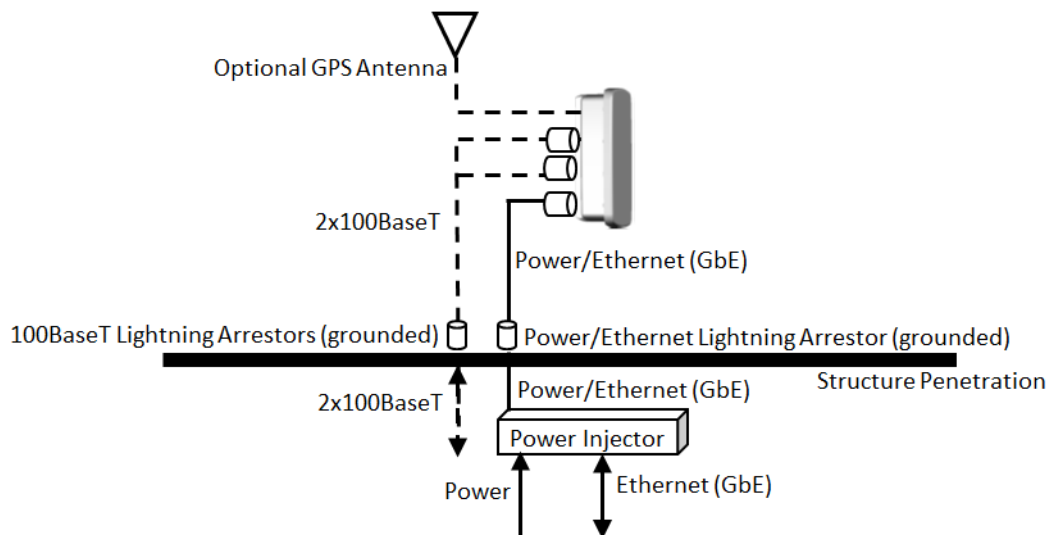 Optional GPS Antenna
2x100BaseT
Power/Ethernet (GbE)
100BaseT Lightning Arrestors (grounded)
Power/Ethernet Lightning Arrestor (grounded)
Structure Penetration
2x100BaseT
Power/Ethernet (GbE)
Power Injector
Power
Ethernet (GbE)